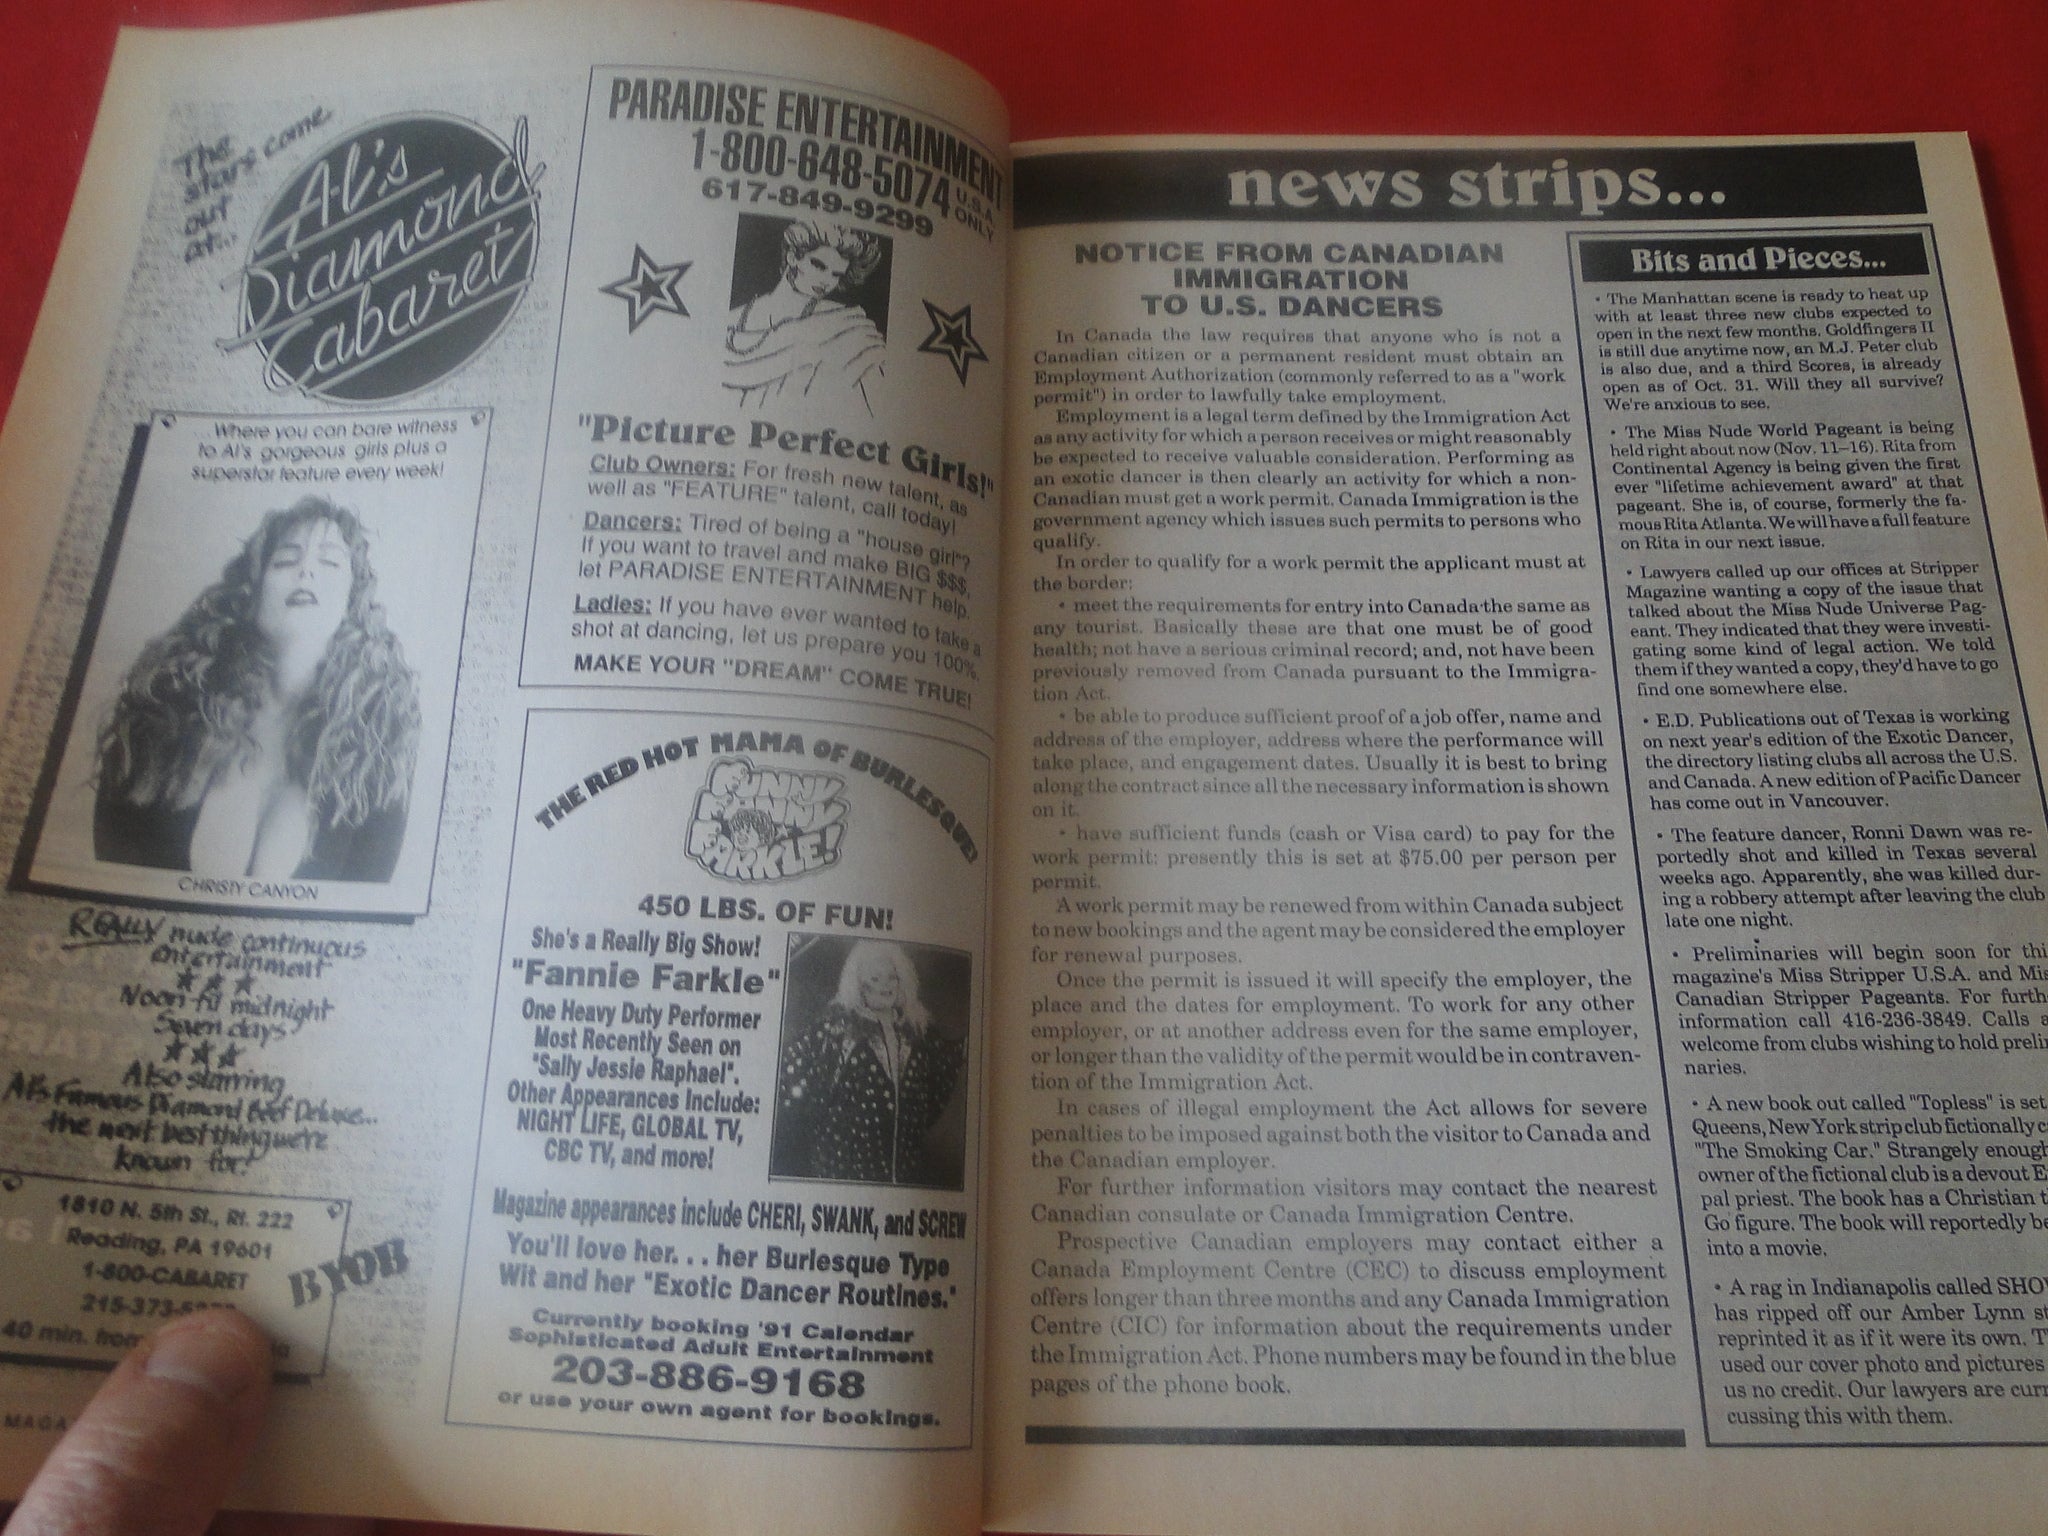 The
stars come
out
at...
Al's
Diamond
Cabaret
...Where you can bare witness
to Al's gorgeous girls plus a
superstar feature every week!
CHRISTY CANYON
REALLY nude continuous
entertainment
Noon til midnight
Seven days
Also starring
Al's Famous Diamond Beef Deluxe...
the next best thing we're
known for!
1810 N. 5th St., Rt. 222
Reading, PA 19601
1-800-CABARET
215-373-5
40 min. from
BYOB
PARADISE ENTERTAINMENT
1-800-648-5074 U.S.A.
ONLY
617-849-9299
"Picture Perfect Girls!"
Club Owners: For fresh new talent, as
well as "FEATURE" talent, call today!
Dancers: Tired of being a "house girl"?
If you want to travel and make BIG $$$,
let PARADISE ENTERTAINMENT help.
Ladies: If you have ever wanted to take a
shot at dancing, let us prepare you 100%.
MAKE YOUR "DREAM" COME TRUE!
THE RED HOT MAMA OF BURLESQUE!
FARKLE!
450 LBS. OF FUN!
She's a Really Big Show!
"Fannie Farkle"
One Heavy Duty Performer
Most Recently Seen on
"Sally Jessie Raphael".
Other Appearances Include:
NIGHT LIFE, GLOBAL TV,
CBC TV, and more!
Magazine appearances include CHERI, SWANK, and SCREW
You'll love her. . . her Burlesque Type
Wit and her "Exotic Dancer Routines."
Currently booking '91 Calendar
Sophisticated Adult Entertainment
203-886-9168
or use your own agent for bookings.
news strips...
NOTICE FROM CANADIAN
IMMIGRATION
TO U.S. DANCERS
In Canada the law requires that anyone who is not a
Canadian citizen or a permanent resident must obtain an
Employment Authorization (commonly referred to as a "work
permit") in order to lawfully take employment.
Employment is a legal term defined by the Immigration Act
as any activity for which a person receives or might reasonably
be expected to receive valuable consideration. Performing as
an exotic dancer is then clearly an activity for which a non-
Canadian must get a work permit. Canada Immigration is the
government agency which issues such permits to persons who
qualify.
In order to qualify for a work permit the applicant must at
the border:
• meet the requirements for entry into Canada the same as
any tourist. Basically these are that one must be of good
health; not have a serious criminal record; and, not have been
previously removed from Canada pursuant to the Immigra-
tion Act.
• be able to produce sufficient proof of a job offer, name and
address of the employer, address where the performance will
take place, and engagement dates. Usually it is best to bring
along the contract since all the necessary information is shown
on it.
• have sufficient funds (cash or Visa card) to pay for the
work permit: presently this is set at $75.00 per person per
permit.
A work permit may be renewed from within Canada subject
to new bookings and the agent may be considered the employer
for renewal purposes.
Once the permit is issued it will specify the employer, the
place and the dates for employment. To work for any other
employer, or at another address even for the same employer,
or longer than the validity of the permit would be in contraven-
tion of the Immigration Act.
In cases of illegal employment the Act allows for severe
penalties to be imposed against both the visitor to Canada and
the Canadian employer.
For further information visitors may contact the nearest
Canadian consulate or Canada Immigration Centre.
Prospective Canadian employers may contact either a
Canada Employment Centre (CEC) to discuss employment
offers longer than three months and any Canada Immigration
Centre (CIC) for information about the requirements under
the Immigration Act. Phone numbers may be found in the blue
pages of the phone book.
Bits and Pieces...
• The Manhattan scene is ready to heat up
with at least three new clubs expected to
open in the next few months. Goldfingers II
is still due anytime now, an M.J. Peter club
is also due, and a third Scores, is already
open as of Oct. 31. Will they all survive?
We're anxious to see.
• The Miss Nude World Pageant is being
held right about now (Nov. 11–16). Rita from
Continental Agency is being given the first
ever "lifetime achievement award" at that
pageant. She is, of course, formerly the fa-
mous Rita Atlanta. We will have a full feature
on Rita in our next issue.
• Lawyers called up our offices at Stripper
Magazine wanting a copy of the issue that
talked about the Miss Nude Universe Pag-
eant. They indicated that they were investi-
gating some kind of legal action. We told
them if they wanted a copy, they'd have to go
find one somewhere else.
• E.D. Publications out of Texas is working
on next year's edition of the Exotic Dancer,
the directory listing clubs all across the U.S.
and Canada. A new edition of Pacific Dancer
has come out in Vancouver.
• The feature dancer, Ronni Dawn was re-
portedly shot and killed in Texas several
weeks ago. Apparently, she was killed dur-
ing a robbery attempt after leaving the club
late one night.
• Preliminaries will begin soon for thi
magazine's Miss Stripper U.S.A. and Mis
Canadian Stripper Pageants. For furth
information call 416-236-3849. Calls a
welcome from clubs wishing to hold preli
naries.
• A new book out called "Topless" is set
Queens, New York strip club fictionally c
"The Smoking Car." Strangely enough
owner of the fictional club is a devout E
pal priest. The book has a Christian t
Go figure. The book will reportedly be
into a movie.
• A rag in Indianapolis called SHO
has ripped off our Amber Lynn st
reprinted it as if it were its own. T
used our cover photo and pictures
us no credit. Our lawyers are curr
cussing this with them.